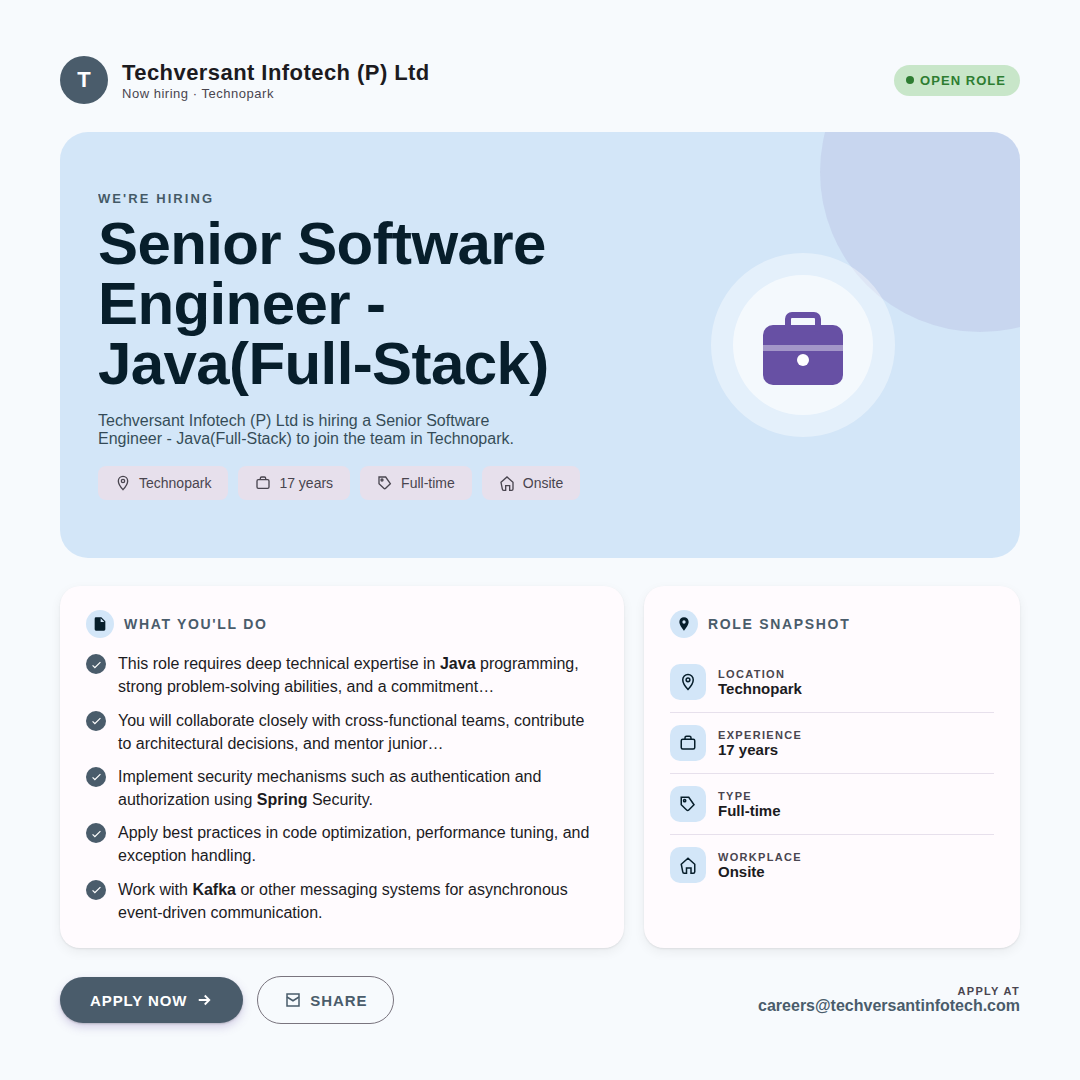 T
Techversant Infotech (P) Ltd
Now hiring · Technopark
OPEN ROLE
WE'RE HIRING
Senior Software
Engineer -
Java(Full-Stack)
Techversant Infotech (P) Ltd is hiring a Senior Software
Engineer - Java(Full-Stack) to join the team in Technopark.
Technopark
17 years
Full-time
Onsite
WHAT YOU'LL DO
This role requires deep technical expertise in Java programming,
strong problem-solving abilities, and a commitment…
You will collaborate closely with cross-functional teams, contribute
to architectural decisions, and mentor junior…
Implement security mechanisms such as authentication and
authorization using Spring Security.
Apply best practices in code optimization, performance tuning, and
exception handling.
Work with Kafka or other messaging systems for asynchronous
event-driven communication.
ROLE SNAPSHOT
LOCATION
Technopark
EXPERIENCE
17 years
TYPE
Full-time
WORKPLACE
Onsite
APPLY NOW
SHARE
APPLY AT
careers@techversantinfotech.com